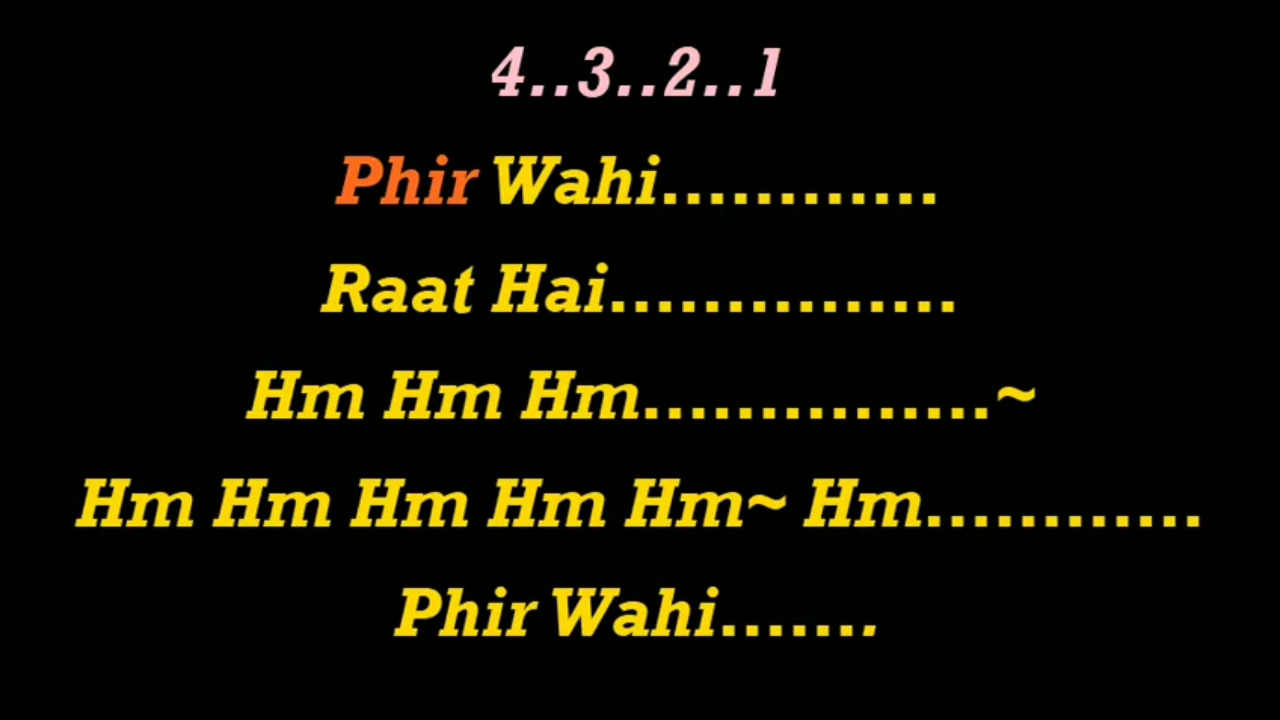 4..3..2..1
Phir Wahi............
Raat Hai...............
Hm Hm Hm...............~
Hm Hm Hm Hm Hm~ Hm............
Phir Wahi.......